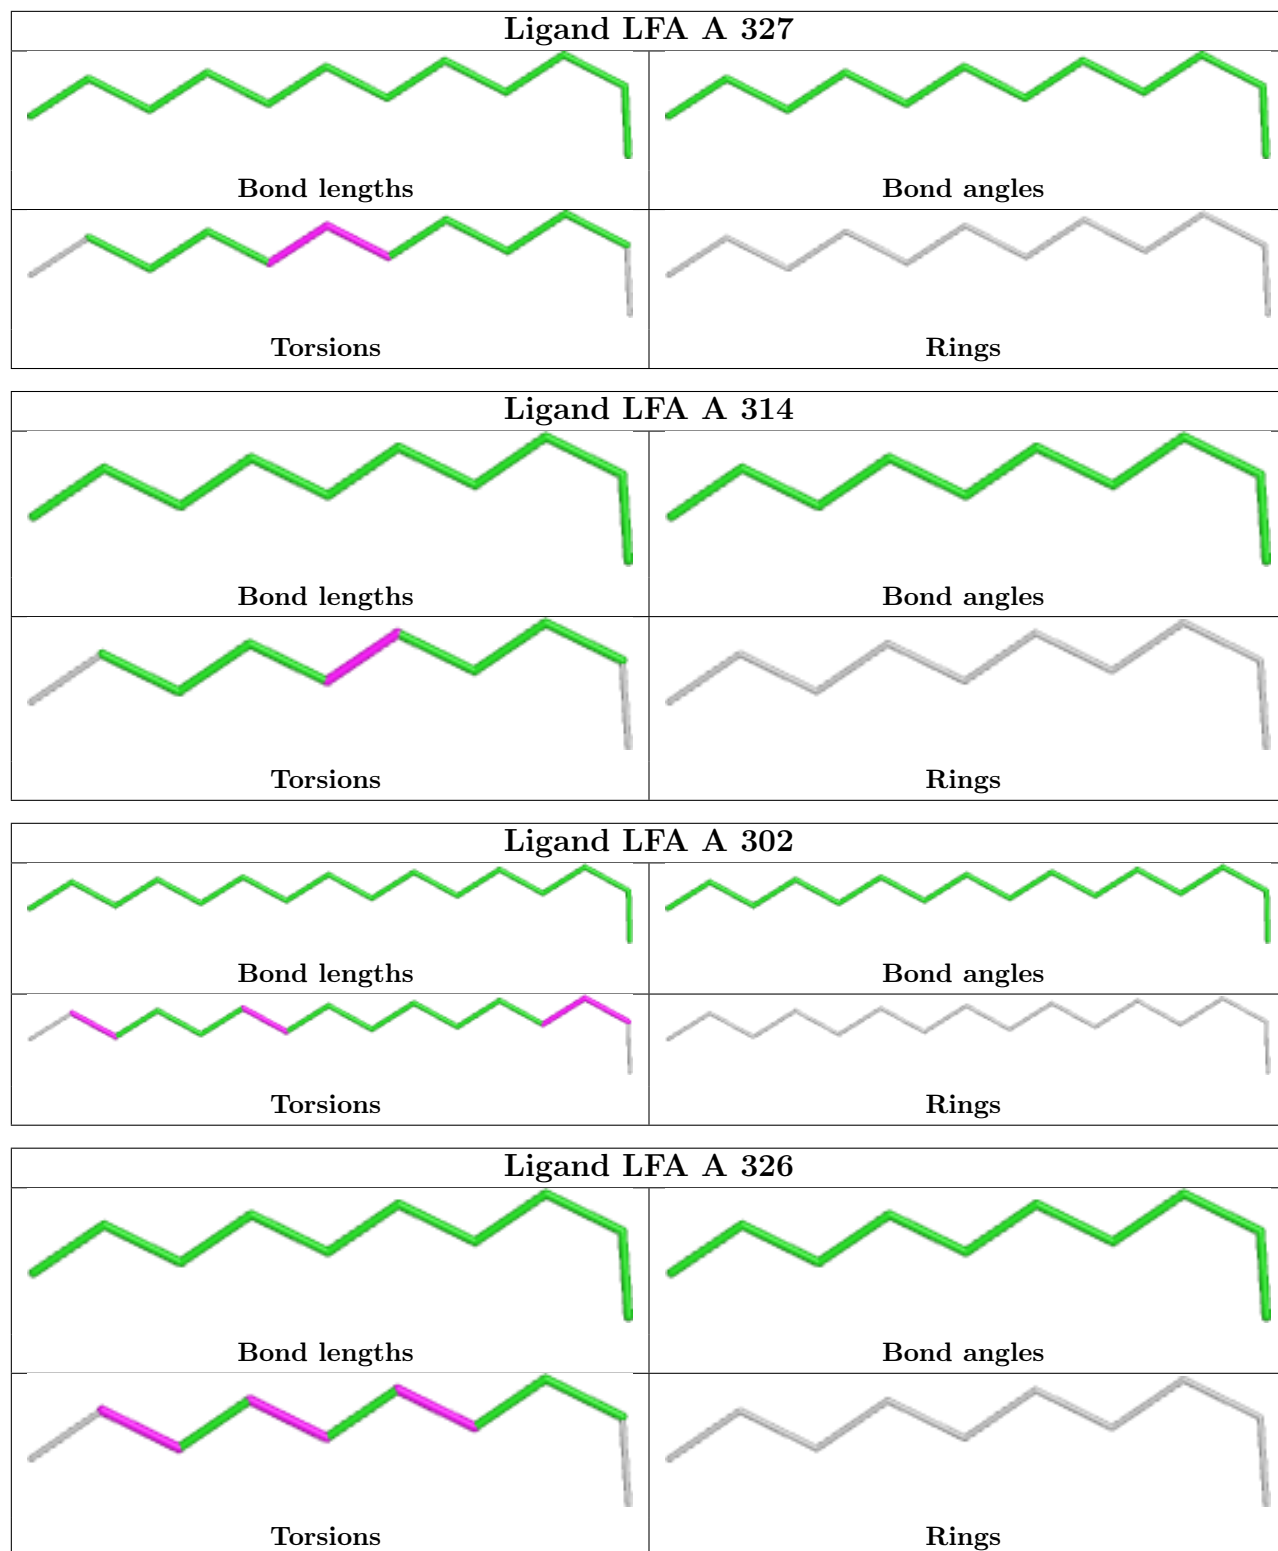 Ligand LFA A 327
Bond lengths
Bond angles
Torsions
Rings
Ligand LFA A 314
Bond lengths
Bond angles
Torsions
Rings
Ligand LFA A 302
Bond lengths
Bond angles
Torsions
Rings
Ligand LFA A 326
Bond lengths
Bond angles
Torsions
Rings